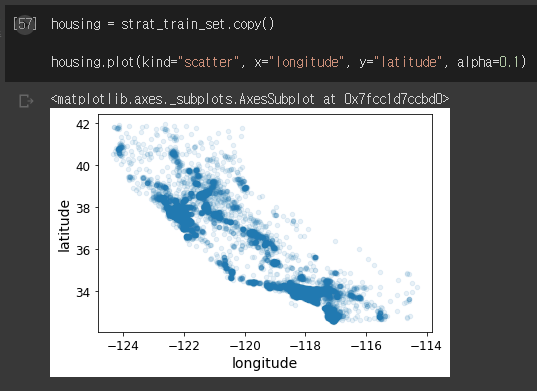 [57] housing = strat_train_set.copy()
housing.plot(kind="scatter", x="longitude", y="latitude", alpha=0.1)
<matplotlib.axes._subplots.AxesSubplot at 0x7fcc1d7ccbd0>
42
40
38
36
34
latitude
−124 −122 −120 −118 −116 −114
longitude